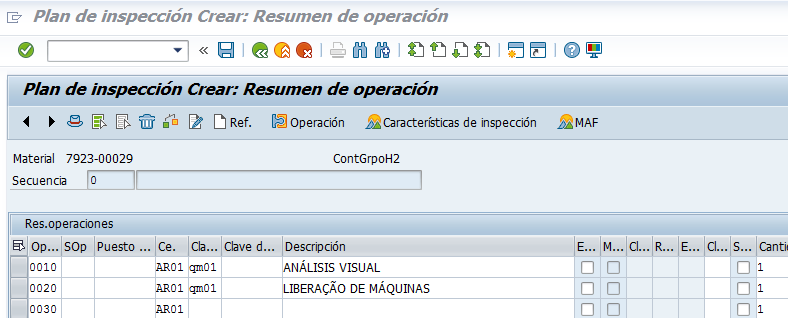 Plan de inspección Crear: Resumen de operación
Plan de inspección Crear: Resumen de operación
Ref. Operación Características de inspección MAF
Material 7923-00029 ContGrpoH2
Secuencia 0
Res.operaciones
Op... SOp Puesto ... Ce. Cla... Clave d... Descripción E... M... Cl... R... E... Cl... S... Cantic
0010 AR01 qm01 ANÁLISIS VISUAL 1
0020 AR01 qm01 LIBERAÇÃO DE MÁQUINAS 1
0030 AR01 1